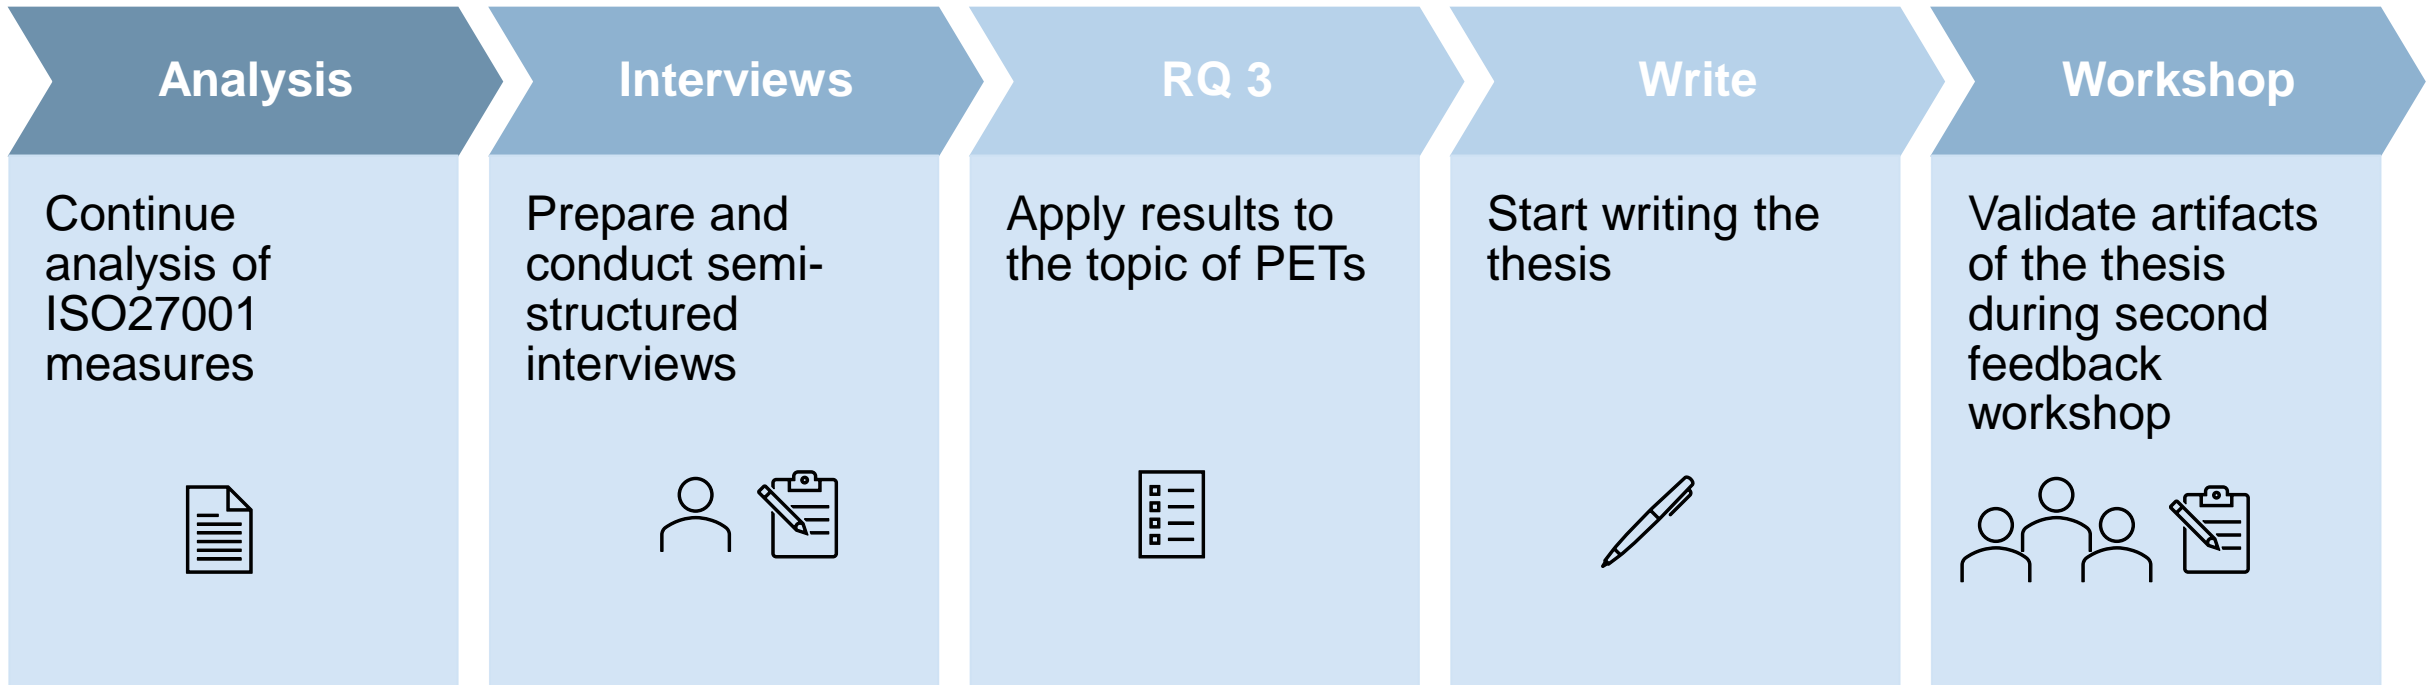 Analysis
Continue
analysis of
ISO27001
measures
Interviews
Prepare and
conduct semi-
structured
interviews
RQ 3
Apply results to
the topic of PETs
Write
Start writing the
thesis
Workshop
Validate artifacts
of the thesis
during second
feedback
workshop